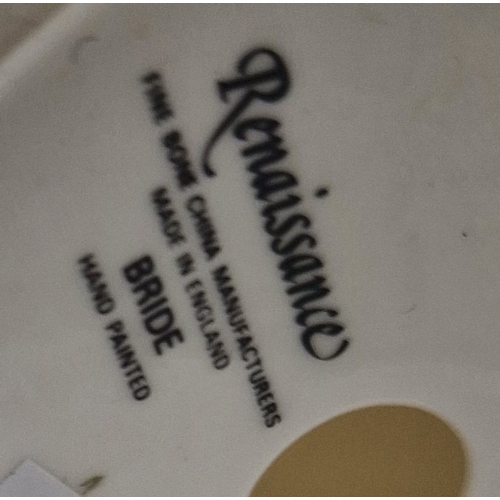 Renaissance
FINE BONE CHINA MANUFACTURERS
MADE IN ENGLAND
BRIDE
HAND PAINTED